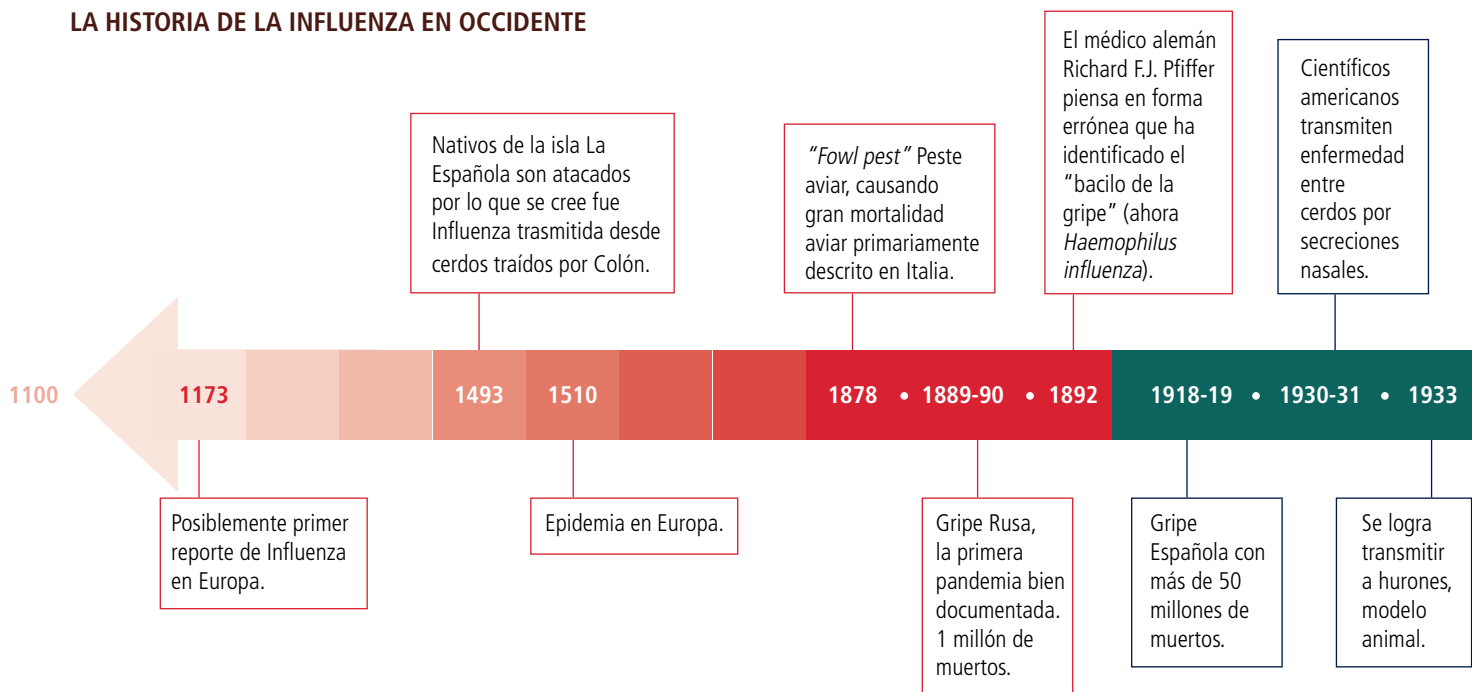 LA HISTORIA DE LA INFLUENZA EN OCCIDENTE
Nativos de la isla La
Española son atacados
por lo que se cree fue
Influenza trasmitida desde
cerdos traídos por Colón.
"Fowl pest" Peste
aviar, causando
gran mortalidad
aviar primariamente
descrito en Italia.
El médico alemán
Richard F.J. Pfiffer
piensa en forma
errónea que ha
identificado el
"bacilo de la
gripe" (ahora
Haemophilus
influenza).
Científicos
americanos
transmiten
enfermedad
entre
cerdos por
secreciones
nasales.
1100 1173 1493 1510 1878 • 1889-90 • 1892 1918-19 • 1930-31 • 1933
Posiblemente primer
reporte de Influenza
en Europa.
Epidemia en Europa.
Gripe Rusa,
la primera
pandemia bien
documentada.
1 millón de
muertos.
Gripe
Española con
más de 50
millones de
muertos.
Se logra
transmitir
a hurones,
modelo
animal.